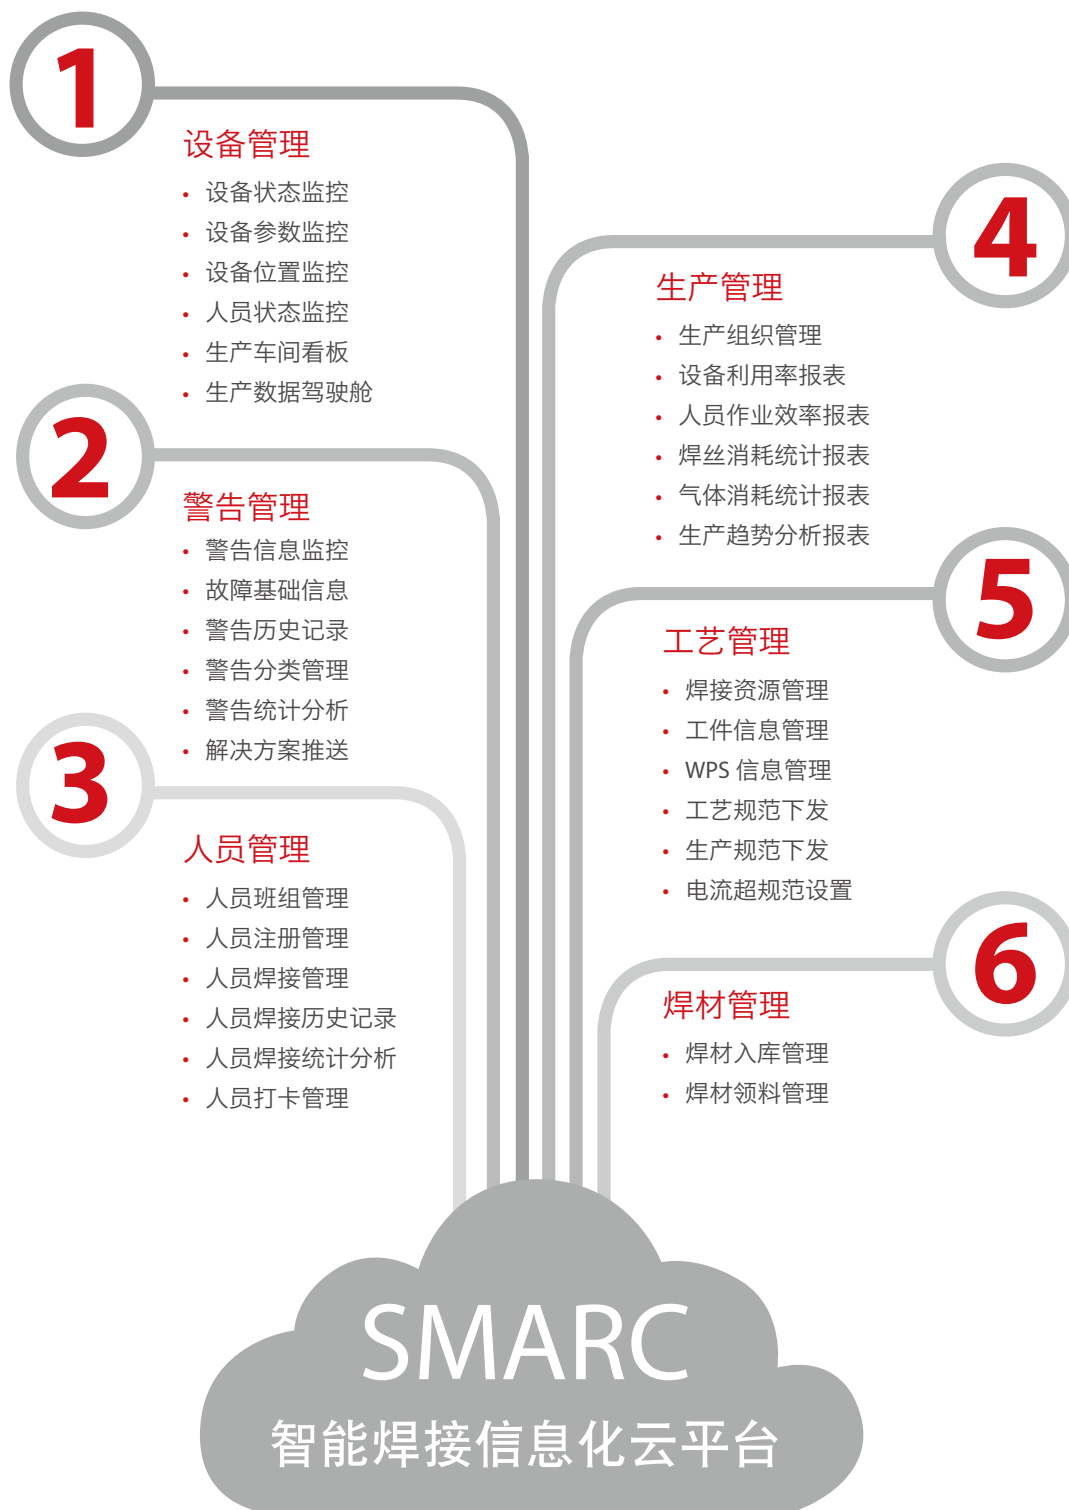 1
设备管理
• 设备状态监控
• 设备参数监控
• 设备位置监控
• 人员状态监控
• 生产车间看板
• 生产数据驾驶舱
2
警告管理
• 警告信息监控
• 故障基础信息
• 警告历史记录
• 警告分类管理
• 警告统计分析
• 解决方案推送
3
人员管理
• 人员班组管理
• 人员注册管理
• 人员焊接管理
• 人员焊接历史记录
• 人员焊接统计分析
• 人员打卡管理
4
生产管理
• 生产组织管理
• 设备利用率报表
• 人员作业效率报表
• 焊丝消耗统计报表
• 气体消耗统计报表
• 生产趋势分析报表
5
工艺管理
• 焊接资源管理
• 工件信息管理
• WPS 信息管理
• 工艺规范下发
• 生产规范下发
• 电流超规范设置
6
焊材管理
• 焊材入库管理
• 焊材领料管理
SMARC
智能焊接信息化云平台